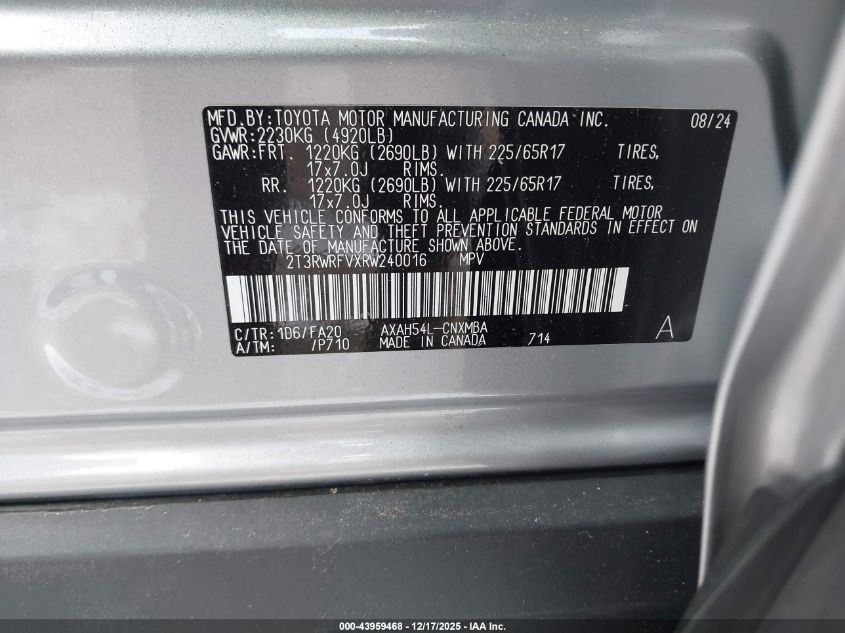 MFD.BY:TOYOTA MOTOR MANUFACTURING CANADA INC. 08/24
GVWR:2230KG (4920LB)
GAWR:FRT. 1220KG (2690LB) WITH 225/65R17 TIRES,
17x7.0J RIMS.
RR. 1220KG (2690LB) WITH 225/65R17 TIRES,
17x7.0J RIMS.
THIS VEHICLE CONFORMS TO ALL APPLICABLE FEDERAL MOTOR
VEHICLE SAFETY AND THEFT PREVENTION STANDARDS IN EFFECT ON
THE DATE OF MANUFACTURE SHOWN ABOVE.
2T3RWRFVXRW240016 MPV
C/TR:1D6/FA20 AXAH54L-CNXMBA A
A/TM: /P710 MADE IN CANADA 714
000-43959468 - 12/17/2025 - IAA Inc.